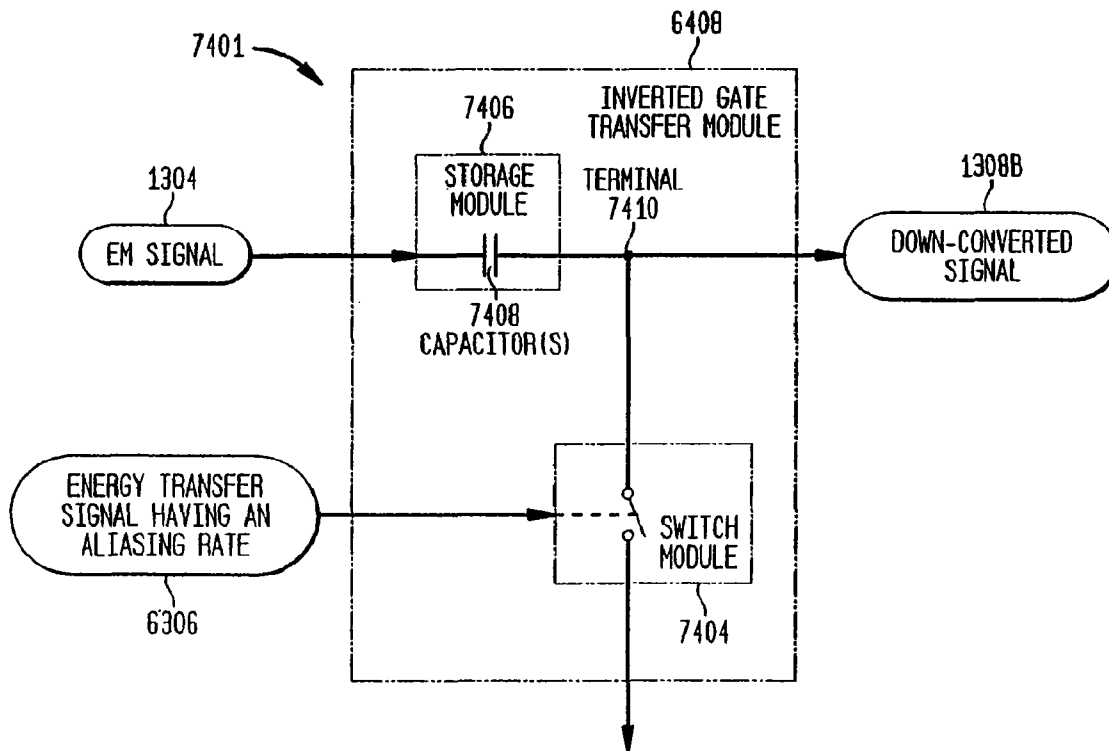 7401
6408
INVERTED GATE
TRANSFER MODULE
7406
STORAGE
MODULE
TERMINAL
7410
1304
EM SIGNAL
1308B
DOWN-CONVERTED
SIGNAL
7408
CAPACITOR(S)
ENERGY TRANSFER
SIGNAL HAVING AN
ALIASING RATE
6306
SWITCH
MODULE
7404